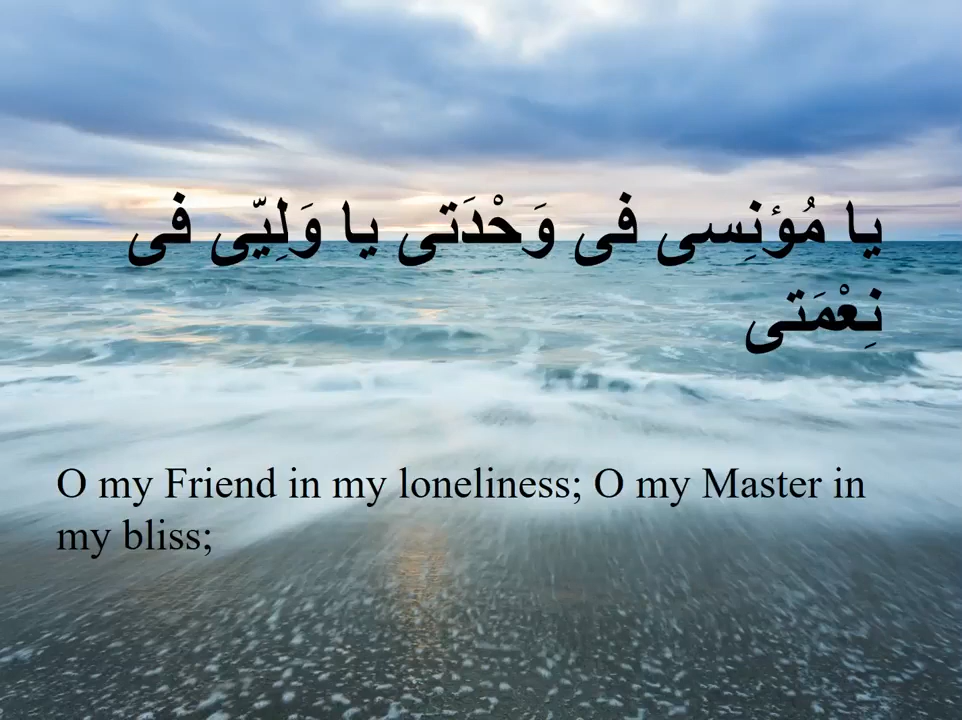 يا مُؤنِسى فى وَحْدَتى يا وَلِيّى فى
نِعْمَتى
O my Friend in my loneliness; O my Master in
my bliss;